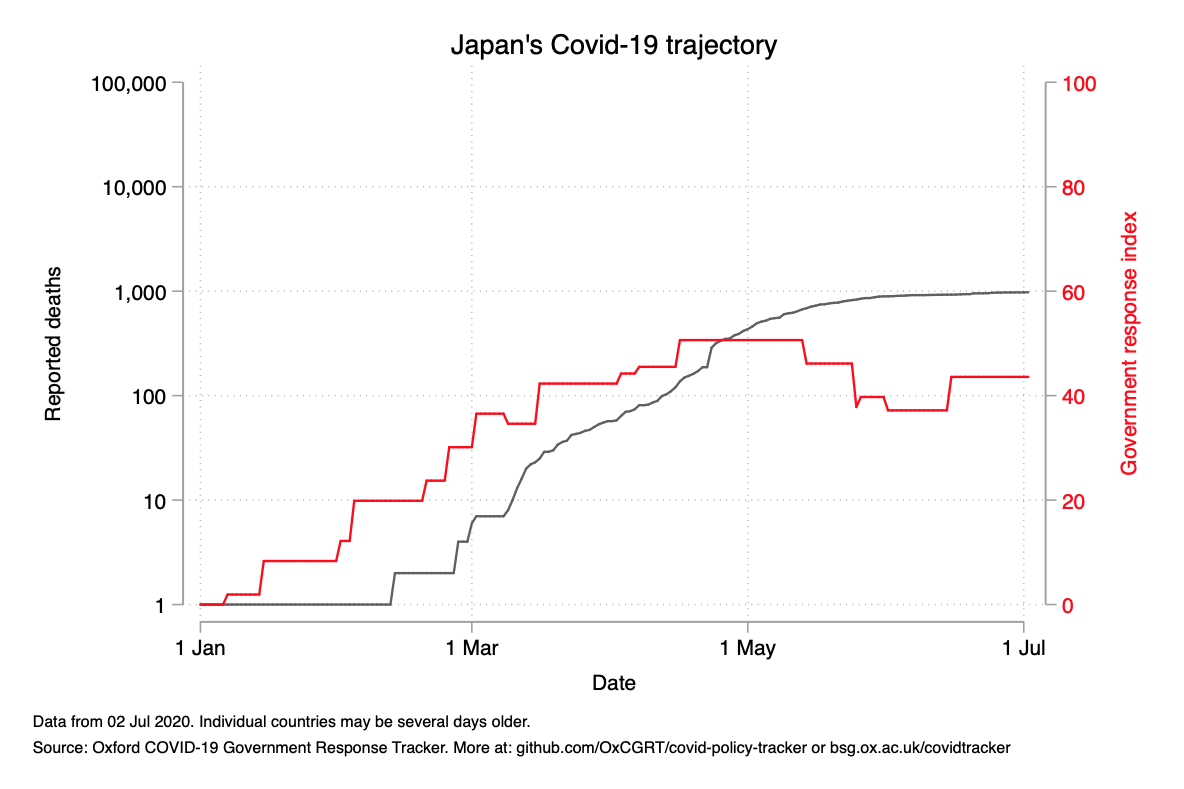 Japan's Covid-19 trajectory
100,000
10,000
1,000
100
10
1
Reported deaths
100
80
60
40
20
0
Government response index
1 Jan
1 Mar
1 May
1 Jul
Date
Data from 02 Jul 2020. Individual countries may be several days older.
Source: Oxford COVID-19 Government Response Tracker. More at: github.com/OxCGRT/covid-policy-tracker or bsg.ox.ac.uk/covidtracker